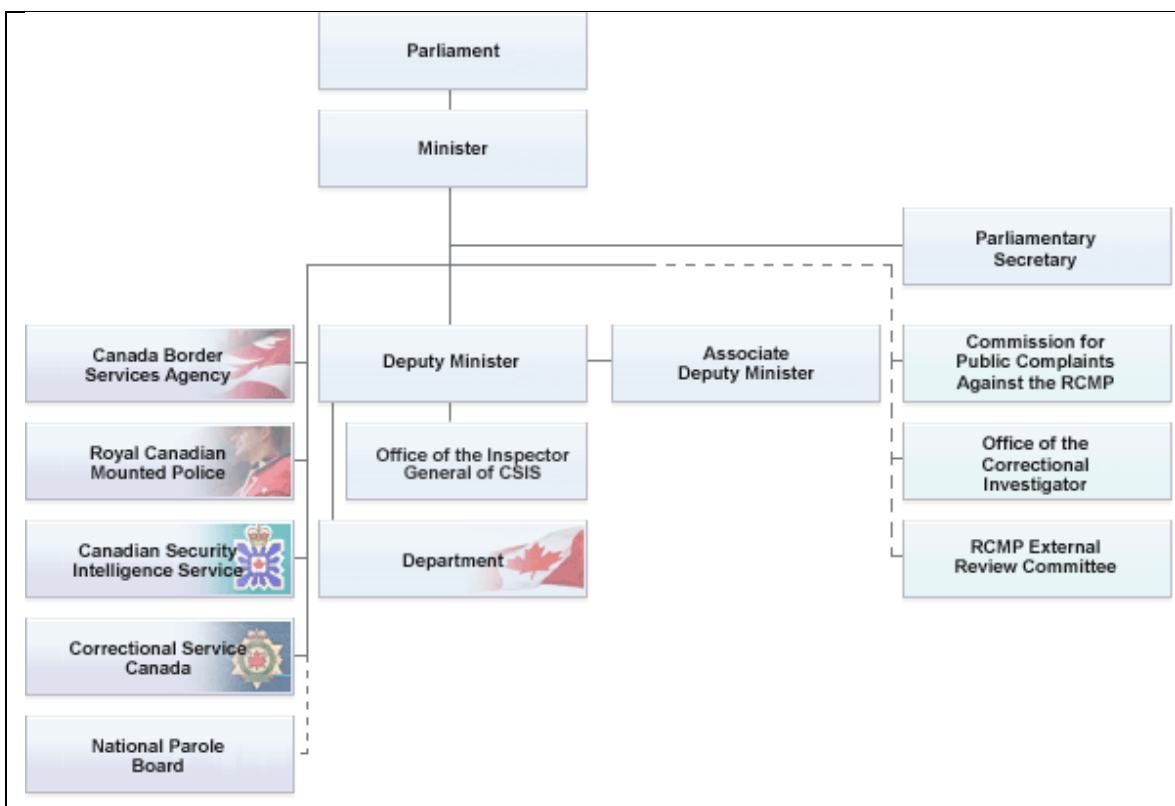 Parliament
Minister
Parliamentary
Secretary
Canada Border
Services Agency
Deputy Minister
Associate
Deputy Minister
Commission for
Public Complaints
Against the RCMP
Royal Canadian
Mounted Police
Office of the Inspector
General of CSIS
Office of the
Correctional
Investigator
Canadian Security
Intelligence Service
Department
RCMP External
Review Committee
Correctional Service
Canada
National Parole
Board